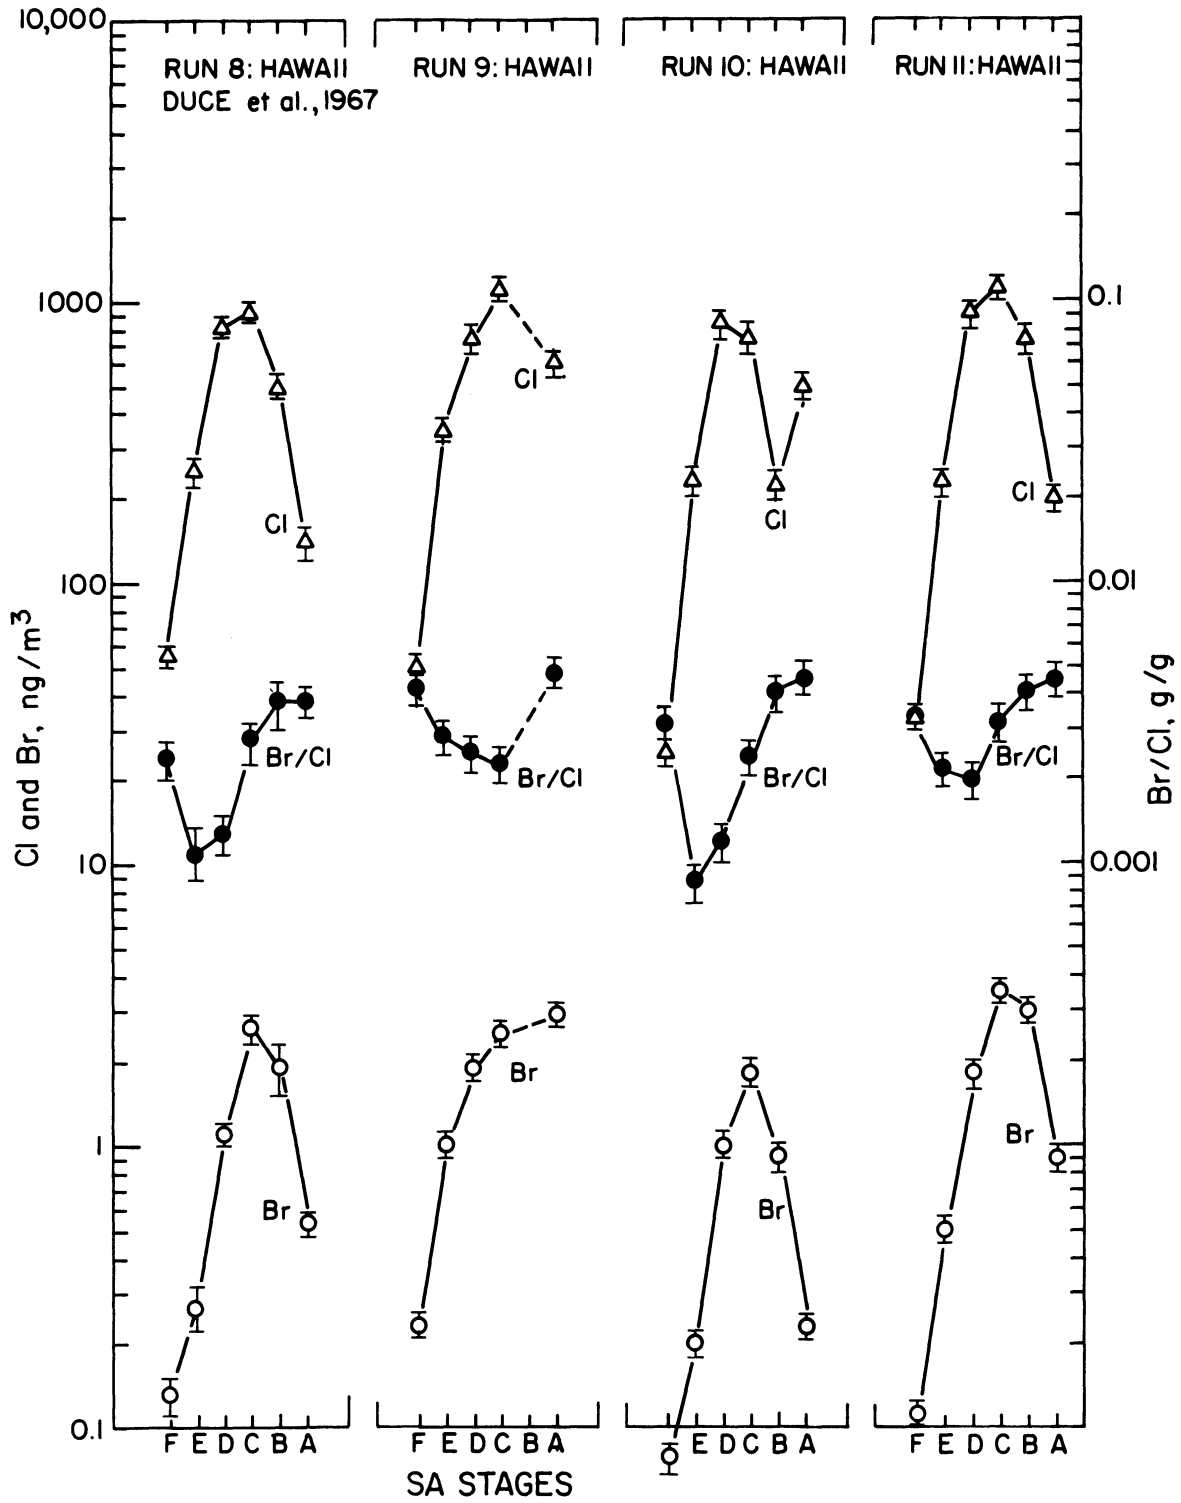 10,000
1000
100
10
1
0.1
Cl and Br, ng/m³
RUN 8: HAWAII
DUCE et al., 1967
Cl
Br/Cl
Br
F E D C B A
RUN 9: HAWAII
Cl
Br/Cl
Br
F E D C B A
RUN 10: HAWAII
Cl
Br/Cl
Br
E D C B A
RUN 11: HAWAII
Cl
Br/Cl
Br
F E D C B A
0.1
0.01
0.001
Br/Cl, g/g
SA STAGES